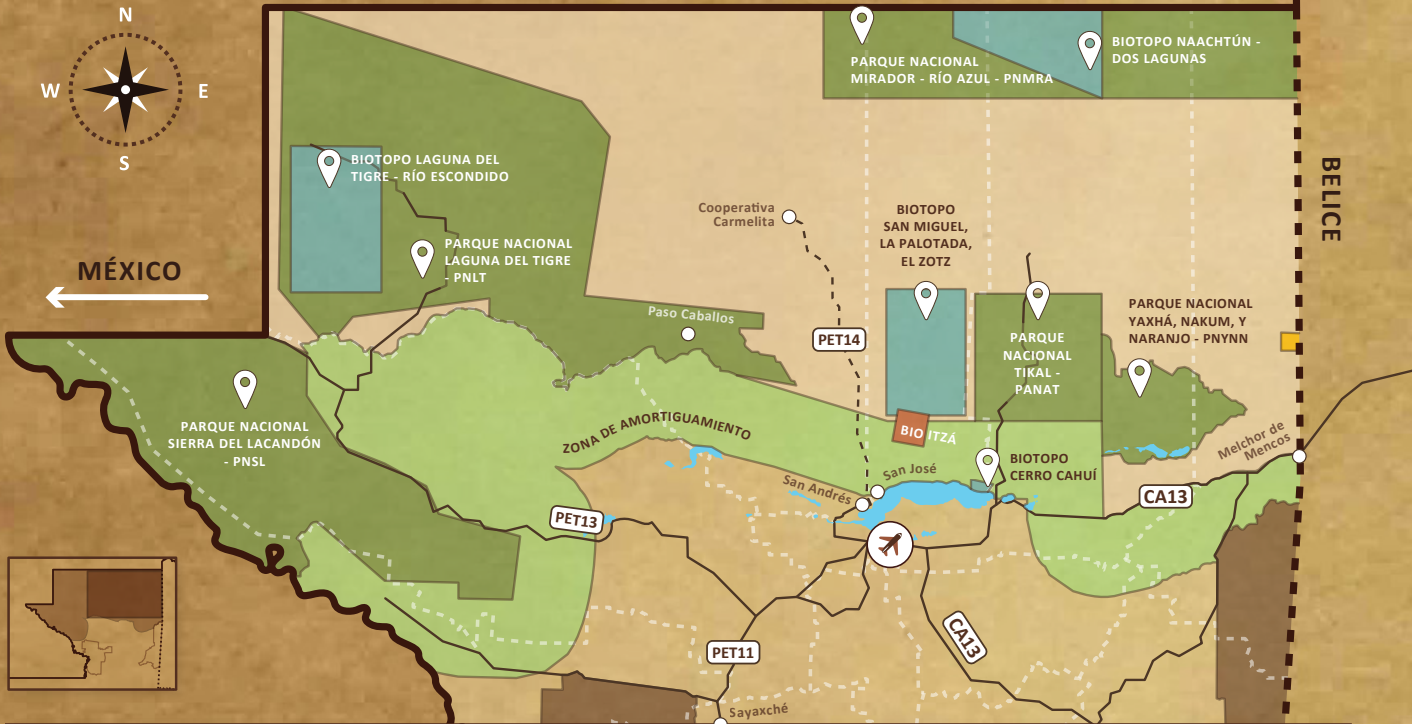 N
W
E
S
MÉXICO
BELICE
PARQUE NACIONAL
MIRADOR - RÍO AZUL - PNMRA
BIOTOPO NAACHTÚN -
DOS LAGUNAS
BIOTOPO LAGUNA DEL
TIGRE - RÍO ESCONDIDO
PARQUE NACIONAL
LAGUNA DEL TIGRE
- PNLT
Cooperativa
Carmelita
BIOTOPO
SAN MIGUEL,
LA PALOTADA,
EL ZOTZ
PARQUE NACIONAL
YAXHÁ, NAKUM, Y
NARANJO - PNYNN
Paso Caballos
PET14
PARQUE
NACIONAL
TIKAL -
PANAT
PARQUE NACIONAL
SIERRA DEL LACANDÓN
- PNSL
ZONA DE AMORTIGUAMIENTO
BIO ITZÁ
BIOTOPO
CERRO CAHUÍ
Melchor de
Mencos
San José
San Andrés
CA13
PET13
CA13
PET11
Sayaxché